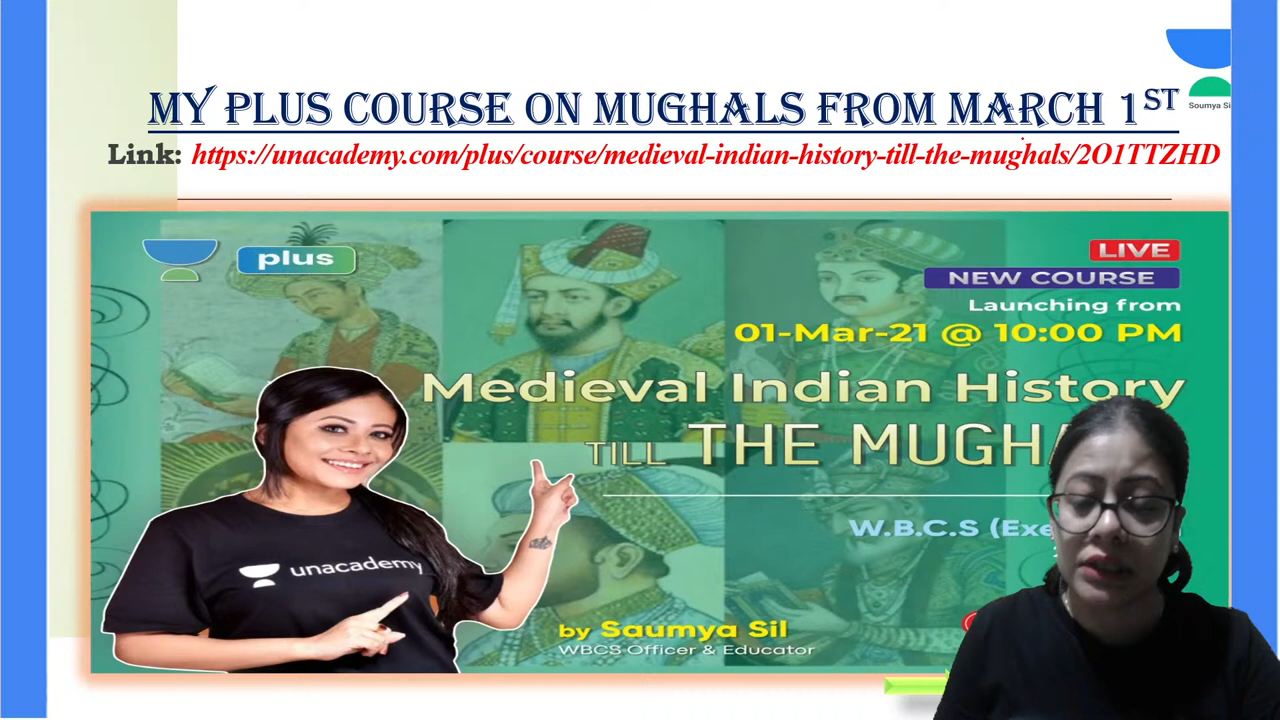 MY PLUS COURSE ON MUGHALS FROM MARCH 1ST
Soumya Si
Link: https://unacademy.com/plus/course/medieval-indian-history-till-the-mughals/2O1TTZHD
plus
LIVE
NEW COURSE
Launching from
01-Mar-21 @ 10:00 PM
Medieval Indian History
TILL THE MUGHA
W.B.C.S (Exe
unacademy
by Saumya Sil
WBCS Officer & Educator